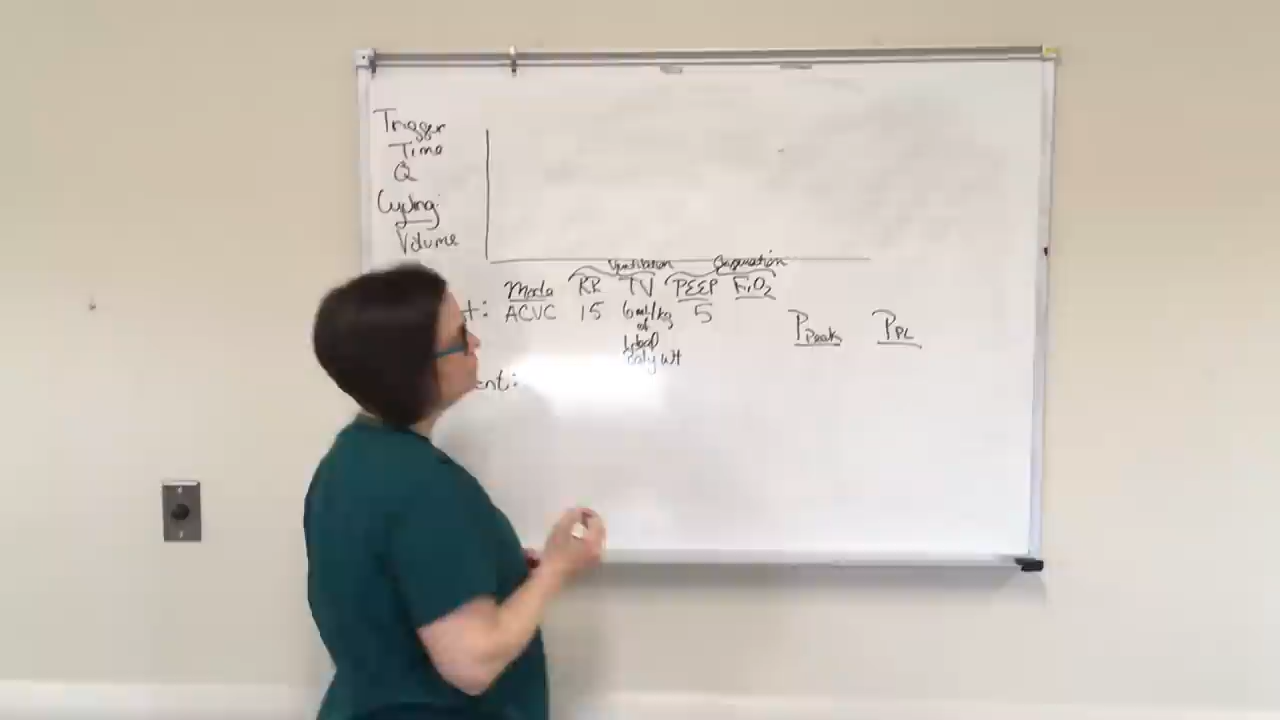 Trigger
Time
Q
Cycling:
Volume
Ventilation Oxygenation
Mode RR TV PEEP FiO2
t: ACVC 15 6ml/kg 5
of
Ideal
body wt
PPeak PPL
ent: